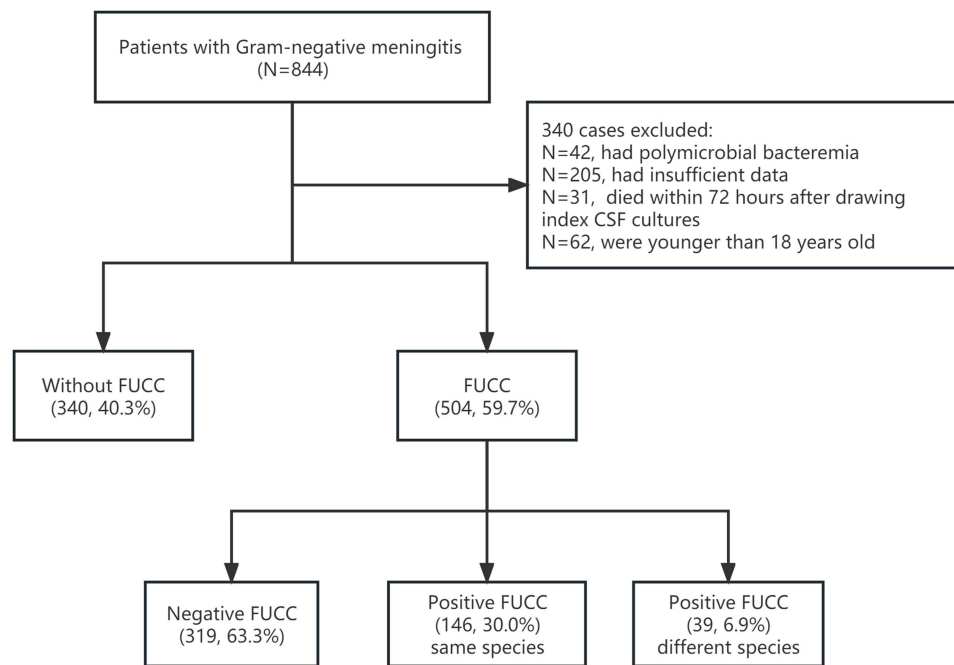 Patients with Gram-negative meningitis
(N=844)
340 cases excluded:
N=42, had polymicrobial bacteremia
N=205, had insufficient data
N=31, died within 72 hours after drawing
index CSF cultures
N=62, were younger than 18 years old
Without FUCC
(340, 40.3%)
FUCC
(504, 59.7%)
Negative FUCC
(319, 63.3%)
Positive FUCC
(146, 30.0%)
same species
Positive FUCC
(39, 6.9%)
different species